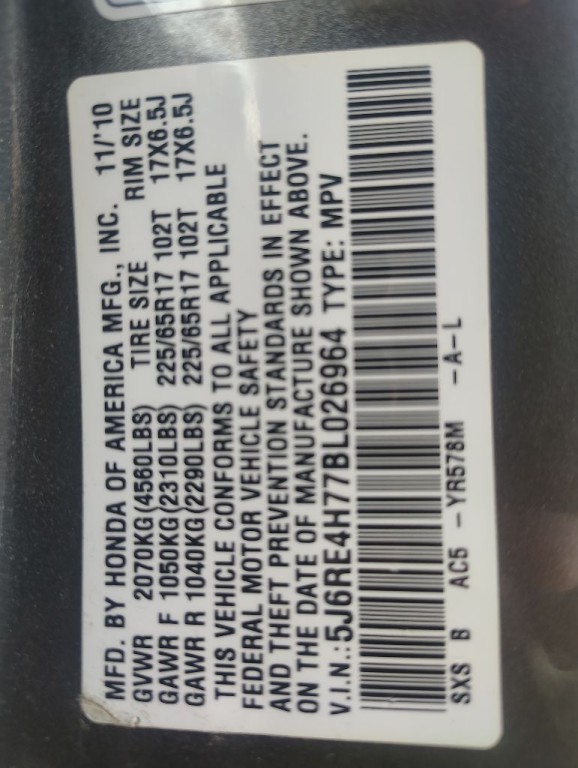 MFD. BY HONDA OF AMERICA MFG., INC. 11/'10
GVWR 2070KG(4560LBS) TIRE SIZE RIM SIZE
GAWR F 1050KG(2310LBS) 225/65R17 102T 17X6.5J
GAWR R 1040KG(2290LBS) 225/65R17 102T 17X6.5J
THIS VEHICLE CONFORMS TO ALL APPLICABLE
FEDERAL MOTOR VEHICLE SAFETY
AND THEFT PREVENTION STANDARDS IN EFFECT
ON THE DATE OF MANUFACTURE SHOWN ABOVE.
V.I.N.:5J6RE4H77BL026964 TYPE: MPV
SXS B AC5 -YR578M -A-L